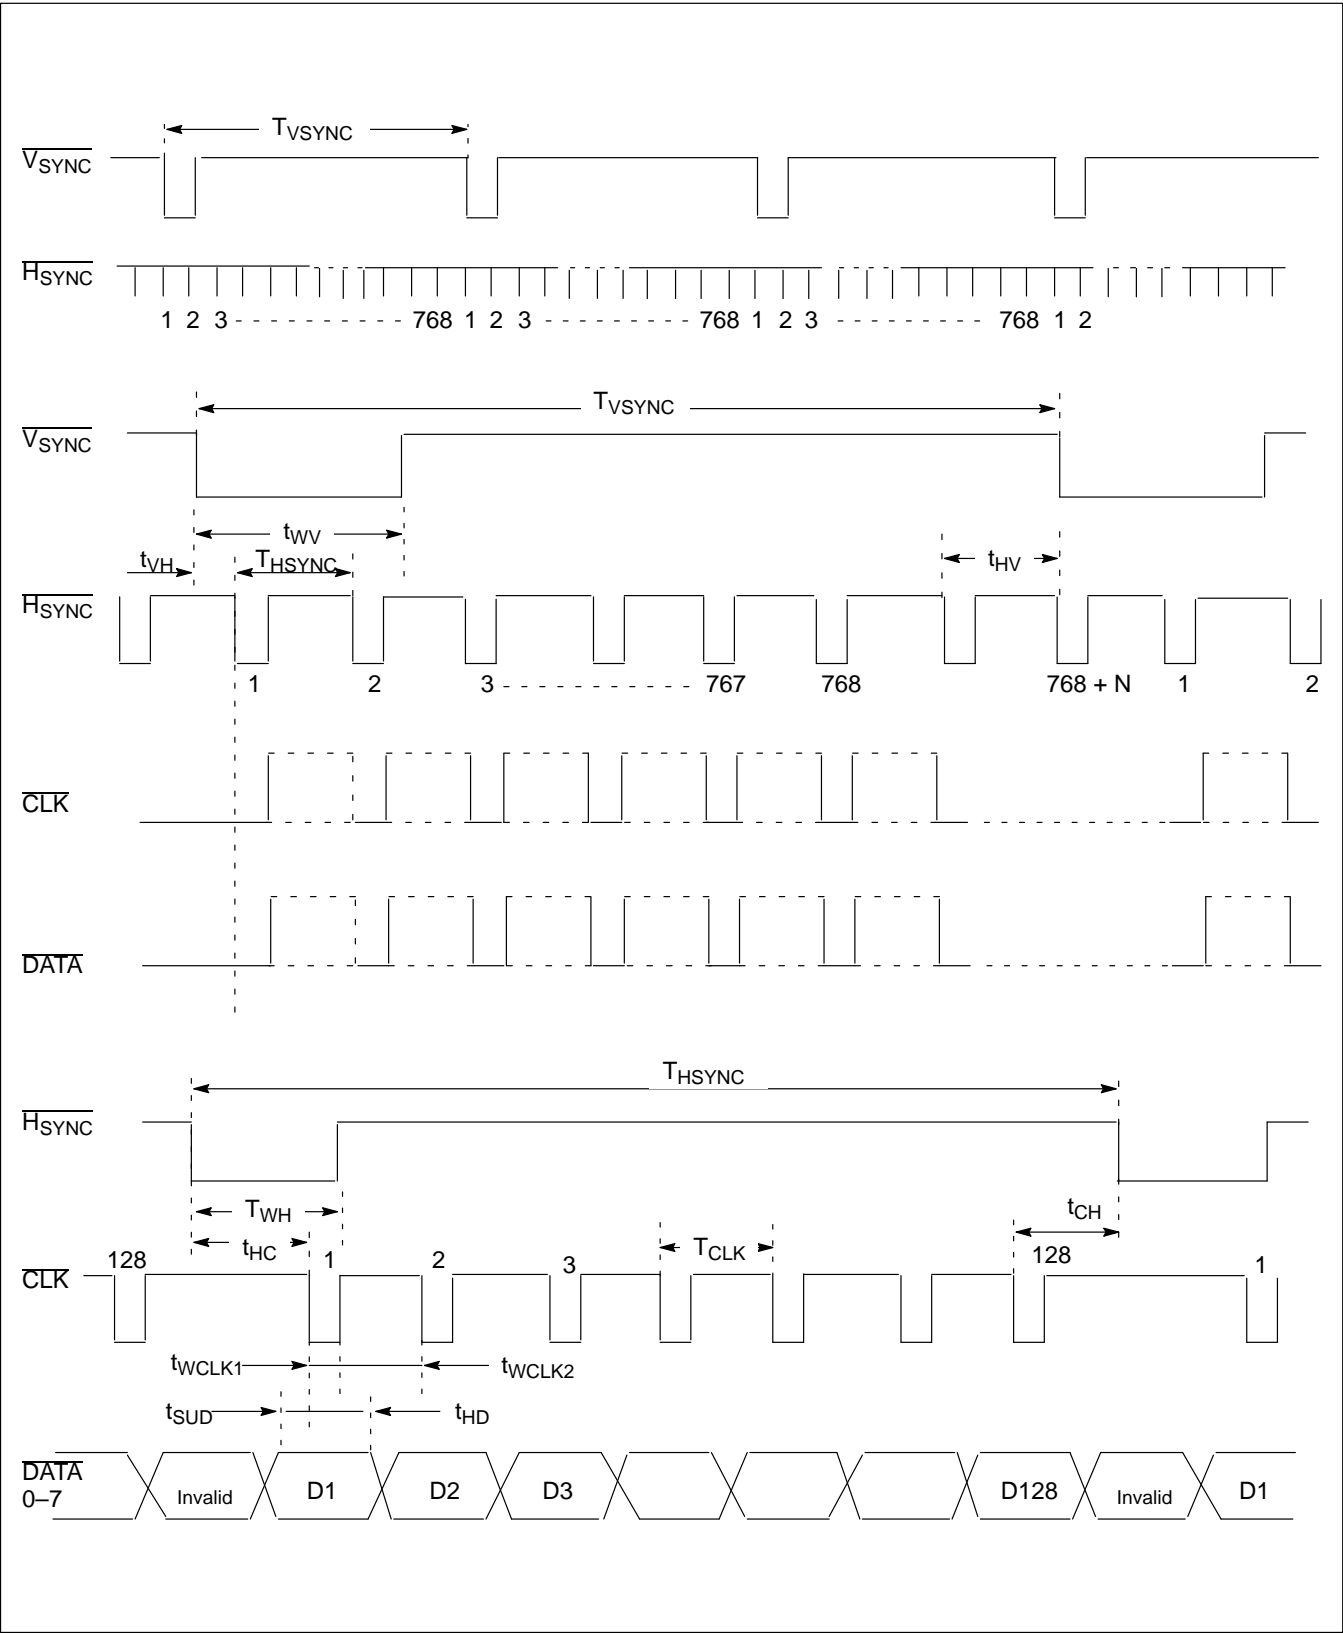 TVSYNC
VSYNC
HSYNC
1 2 3 - - - - - - - - - - - - - 768 1 2 3 - - - - - - - - - - - - 768 1 2 3 - - - - - - - - - - - 768 1 2
TVSYNC
VSYNC
tWV
tVH THSYNC tHV
HSYNC
1 2 3 - - - - - - - - - - - - - 767 768 768 + N 1 2
CLK
DATA
THSYNC
HSYNC
TWH tCH
tHC TCLK
128 1 2 3 128 1
CLK
tWCLK1 tWCLK2
tSUD tHD
DATA
0–7
Invalid D1 D2 D3 D128 Invalid D1